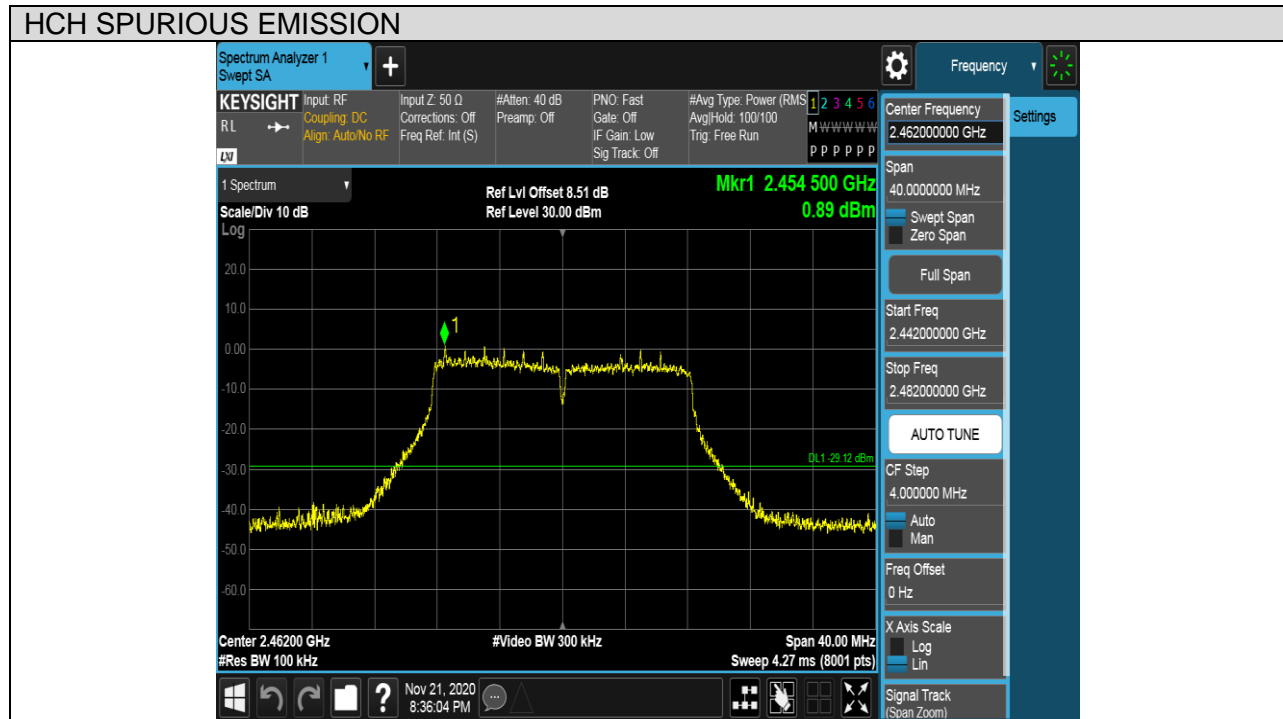 HCH SPURIOUS EMISSION
Spectrum Analyzer 1
Swept SA
+
Frequency
KEYSIGHT
RL
LXI
Input: RF
Coupling: DC
Align: Auto/No RF
Input Z: 50 Ω
Corrections: Off
Freq Ref: Int (S)
#Atten: 40 dB
Preamp: Off
PNO: Fast
Gate: Off
IF Gain: Low
Sig Track: Off
#Avg Type: Power (RMS
Avg|Hold: 100/100
Trig: Free Run
1 2 3 4 5 6
M W W W W W
P P P P P P
1 Spectrum
Scale/Div 10 dB
Ref Lvl Offset 8.51 dB
Ref Level 30.00 dBm
Mkr1 2.454 500 GHz
0.89 dBm
Log
20.0
10.0
0.00
-10.0
-20.0
-30.0
-40.0
-50.0
-60.0
1
DL1 -29.12 dBm
Center 2.46200 GHz
#Res BW 100 kHz
#Video BW 300 kHz
Span 40.00 MHz
Sweep 4.27 ms (8001 pts)
Center Frequency
2.462000000 GHz
Settings
Span
40.0000000 MHz
Swept Span
Zero Span
Full Span
Start Freq
2.442000000 GHz
Stop Freq
2.482000000 GHz
AUTO TUNE
CF Step
4.000000 MHz
Auto
Man
Freq Offset
0 Hz
X Axis Scale
Log
Lin
Signal Track
(Span Zoom)
?
Nov 21, 2020
8:36:04 PM